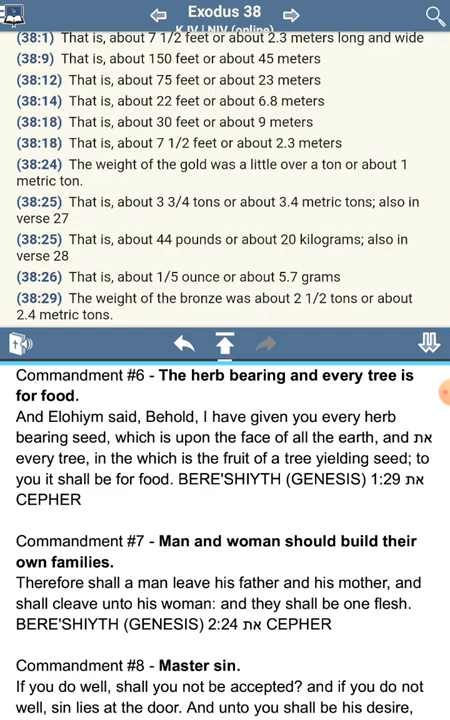 Exodus 38
KJV | NIV (online)
(38:1) That is, about 7 1/2 feet or about 2.3 meters long and wide
(38:9) That is, about 150 feet or about 45 meters
(38:12) That is, about 75 feet or about 23 meters
(38:14) That is, about 22 feet or about 6.8 meters
(38:18) That is, about 30 feet or about 9 meters
(38:18) That is, about 7 1/2 feet or about 2.3 meters
(38:24) The weight of the gold was a little over a ton or about 1
metric ton.
(38:25) That is, about 3 3/4 tons or about 3.4 metric tons; also in
verse 27
(38:25) That is, about 44 pounds or about 20 kilograms; also in
verse 28
(38:26) That is, about 1/5 ounce or about 5.7 grams
(38:29) The weight of the bronze was about 2 1/2 tons or about
2.4 metric tons.
Commandment #6 - The herb bearing and every tree is
for food.
And Elohiym said, Behold, I have given you every herb
bearing seed, which is upon the face of all the earth, and את
every tree, in the which is the fruit of a tree yielding seed; to
you it shall be for food. BERE'SHIYTH (GENESIS) 1:29 את
CEPHER
Commandment #7 - Man and woman should build their
own families.
Therefore shall a man leave his father and his mother, and
shall cleave unto his woman: and they shall be one flesh.
BERE'SHIYTH (GENESIS) 2:24 את CEPHER
Commandment #8 - Master sin.
If you do well, shall you not be accepted? and if you do not
well, sin lies at the door. And unto you shall be his desire,